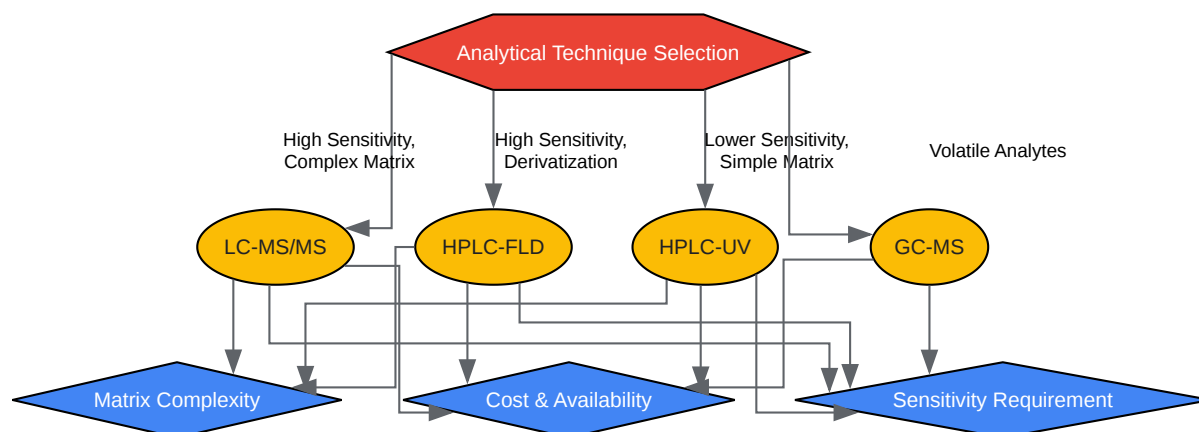 Analytical Technique Selection
High Sensitivity,
Complex Matrix
High Sensitivity,
Derivatization
Lower Sensitivity,
Simple Matrix
Volatile Analytes
LC-MS/MS
HPLC-FLD
HPLC-UV
GC-MS
Matrix Complexity
Cost & Availability
Sensitivity Requirement